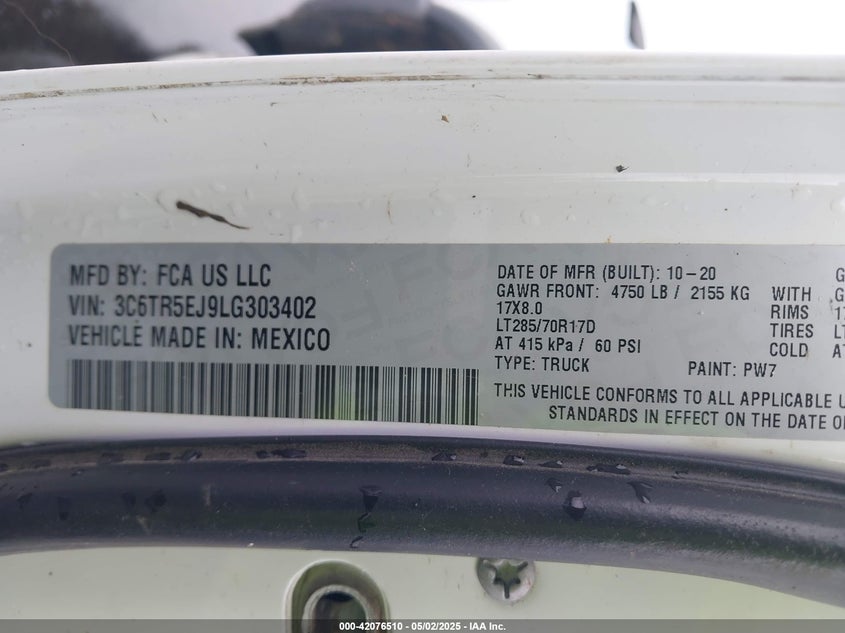 MFD BY: FCA US LLC
VIN: 3C6TR5EJ9LG303402
VEHICLE MADE IN: MEXICO
DATE OF MFR (BUILT): 10-20
GAWR FRONT: 4750 LB / 2155 KG WITH
17X8.0 RIMS 17
LT285/70R17D TIRES LT
AT 415 kPa / 60 PSI COLD AT
TYPE: TRUCK PAINT: PW7
THIS VEHICLE CONFORMS TO ALL APPLICABLE
STANDARDS IN EFFECT ON THE DATE OF
000-42076510 - 05/02/2025 - IAA Inc.